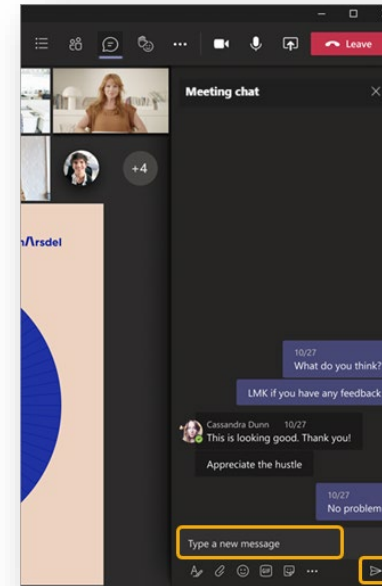 Leave
Meeting chat
+4
10/27
What do you think?
LMK if you have any feedback
Cassandra Dunn 10/27
This is looking good. Thank you!
Appreciate the hustle
10/27
No problem
Type a new message
GIF